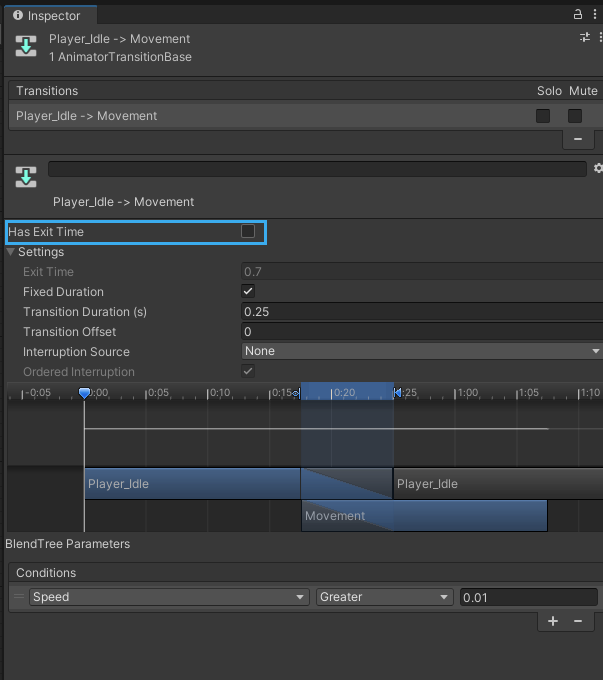 Inspector
Player_Idle -> Movement
1 AnimatorTransitionBase
Transitions Solo Mute
Player_Idle -> Movement
Player_Idle -> Movement
Has Exit Time
Settings
Exit Time 0.7
Fixed Duration
Transition Duration (s) 0.25
Transition Offset 0
Interruption Source None
Ordered Interruption
-0:05 0:00 0:05 0:10 0:15 0:20 0:25 1:00 1:05 1:10
Player_Idle Player_Idle
Movement
BlendTree Parameters
Conditions
Speed Greater 0.01